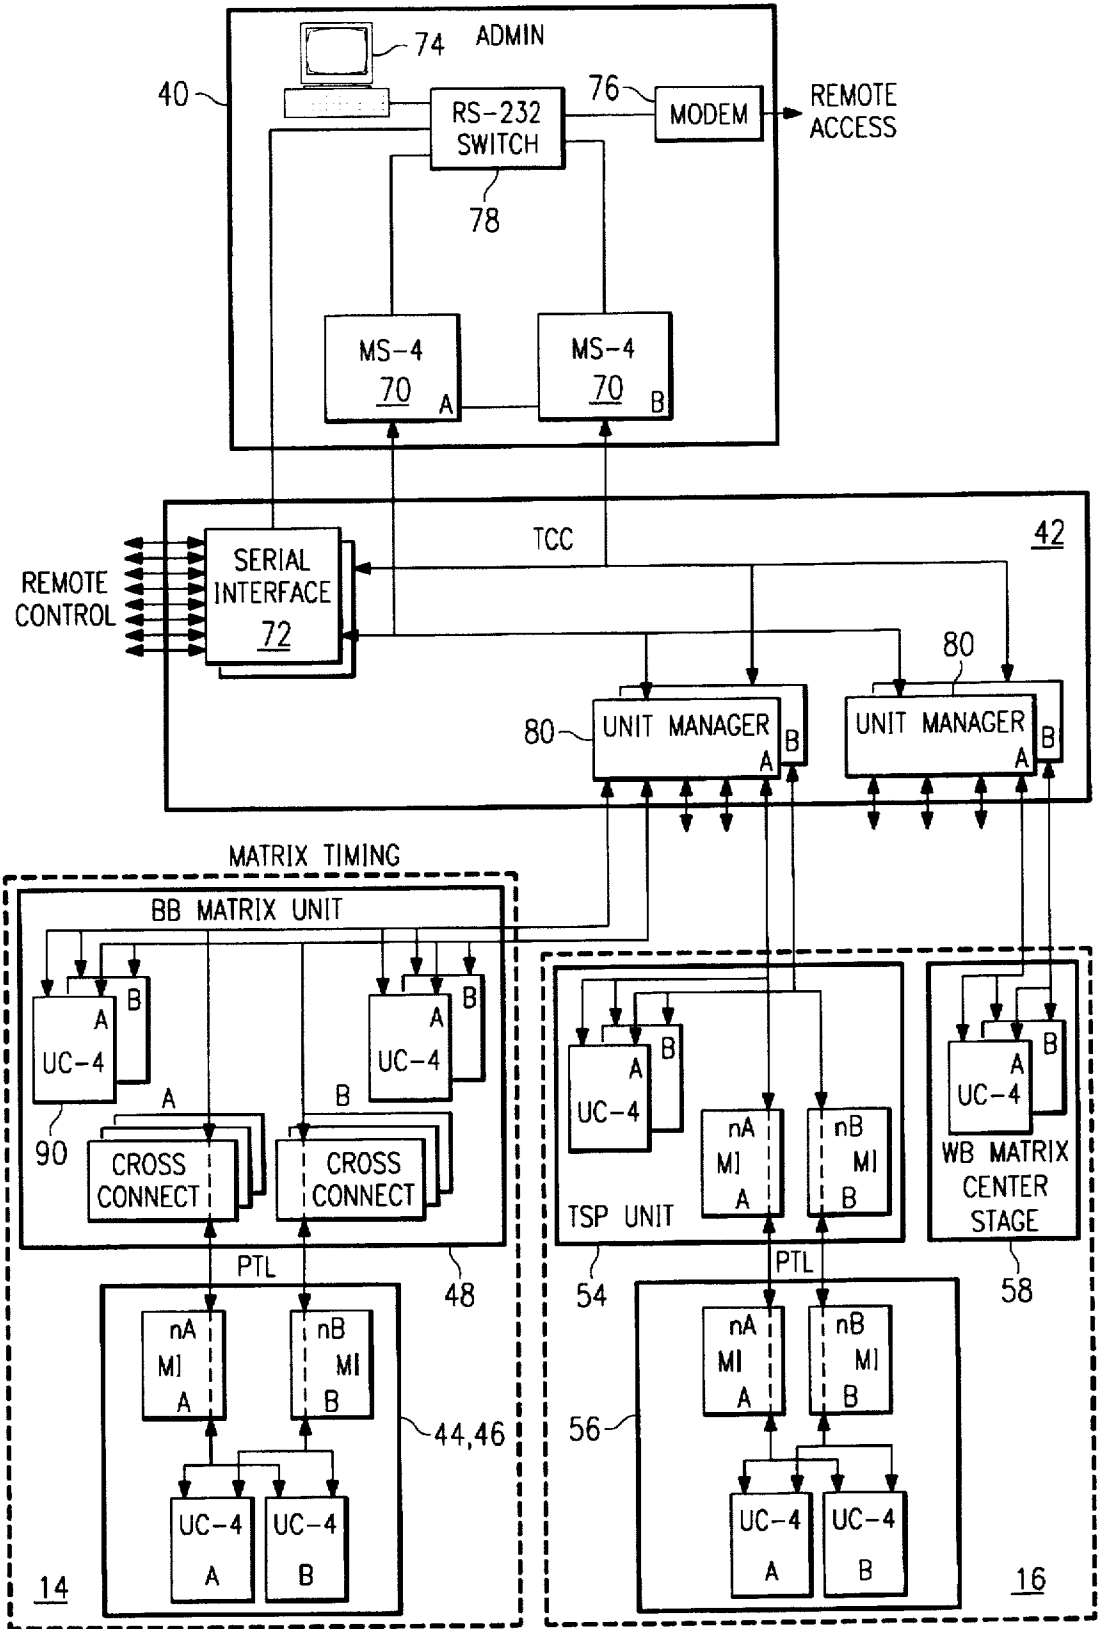 ADMIN
74
40
76
RS-232
SWITCH
MODEM
REMOTE
ACCESS
78
MS-4
70
A
MS-4
70
B
TCC
42
SERIAL
INTERFACE
72
REMOTE
CONTROL
80
80
UNIT MANAGER
A
B
UNIT MANAGER
A
B
MATRIX TIMING
BB MATRIX UNIT
A
B
UC-4
90
A
B
UC-4
A
CROSS
CONNECT
B
CROSS
CONNECT
48
PTL
nA
MI
A
nB
MI
B
44,46
UC-4
A
UC-4
B
14
A
B
UC-4
nA
MI
A
nB
MI
B
TSP UNIT
54
A
B
UC-4
WB MATRIX
CENTER
STAGE
58
PTL
nA
MI
A
nB
MI
B
56
UC-4
A
UC-4
B
16